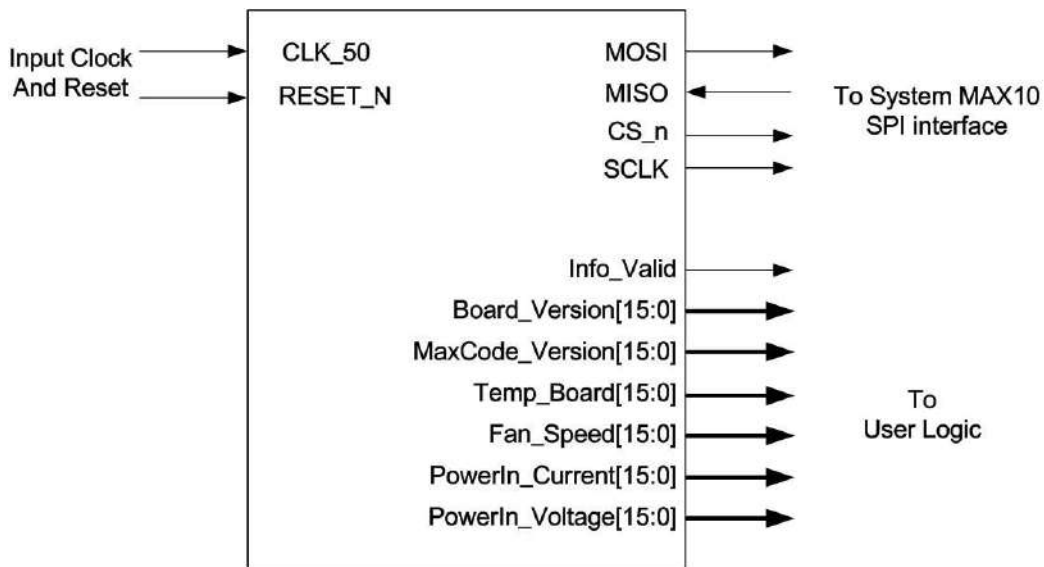 Input Clock
And Reset
CLK_50
RESET_N
MOSI
MISO
CS_n
SCLK
To System MAX10
SPI interface
Info_Valid
Board_Version[15:0]
MaxCode_Version[15:0]
Temp_Board[15:0]
Fan_Speed[15:0]
PowerIn_Current[15:0]
PowerIn_Voltage[15:0]
To
User Logic